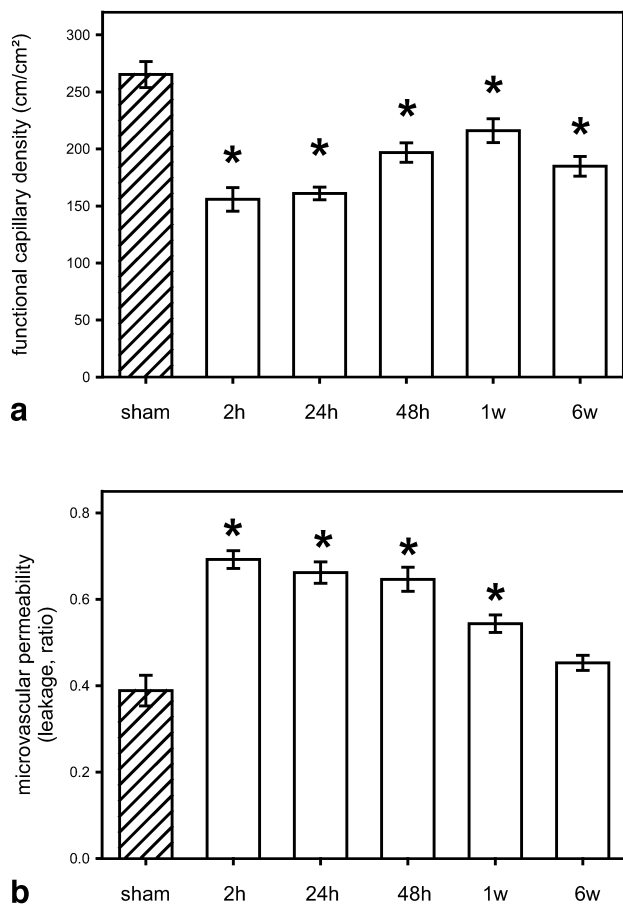 functional capillary density (cm/cm²)
300
250
200
150
100
50
0
* * * * *
sham 2h 24h 48h 1w 6w
a
microvascular permeability
(leakage, ratio)
0.8
0.6
0.4
0.2
0.0
* * * *
sham 2h 24h 48h 1w 6w
b